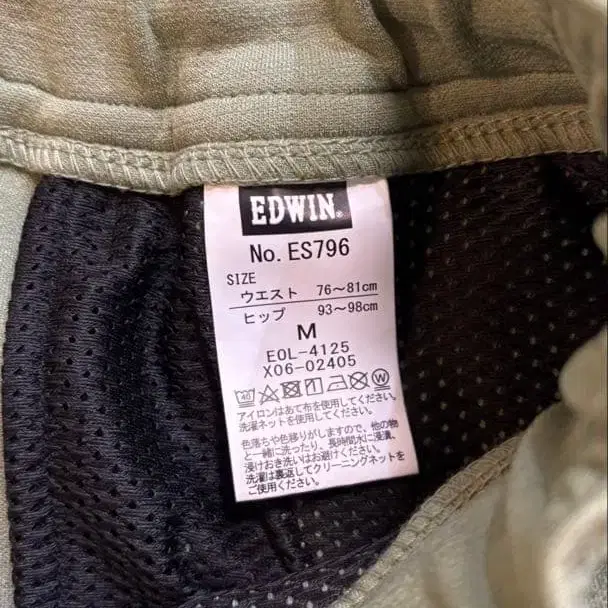 EDWIN®
No. ES796
SIZE
ウエスト 76～81cm
ヒップ 93～98cm
M
EOL-4125
X06-02405
40 W
アイロンはあて布を使用してください。
洗濯ネットを使用してください。
色落ちや色移りがしますので、他の物
と一緒に洗ったり、長時間水に浸漬、
浸けおき洗いはお避けください。
洗濯は裏返してクリーニングネットを
ご使用ください。